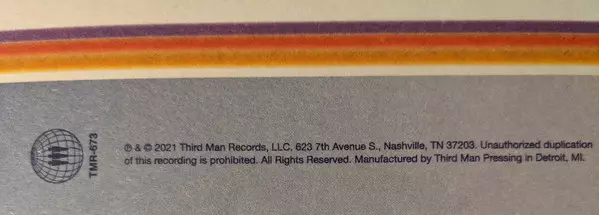 TMR-673
℗ & © 2021 Third Man Records, LLC, 623 7th Avenue S., Nashville, TN 37203. Unauthorized duplication
of this recording is prohibited. All Rights Reserved. Manufactured by Third Man Pressing in Detroit, MI.